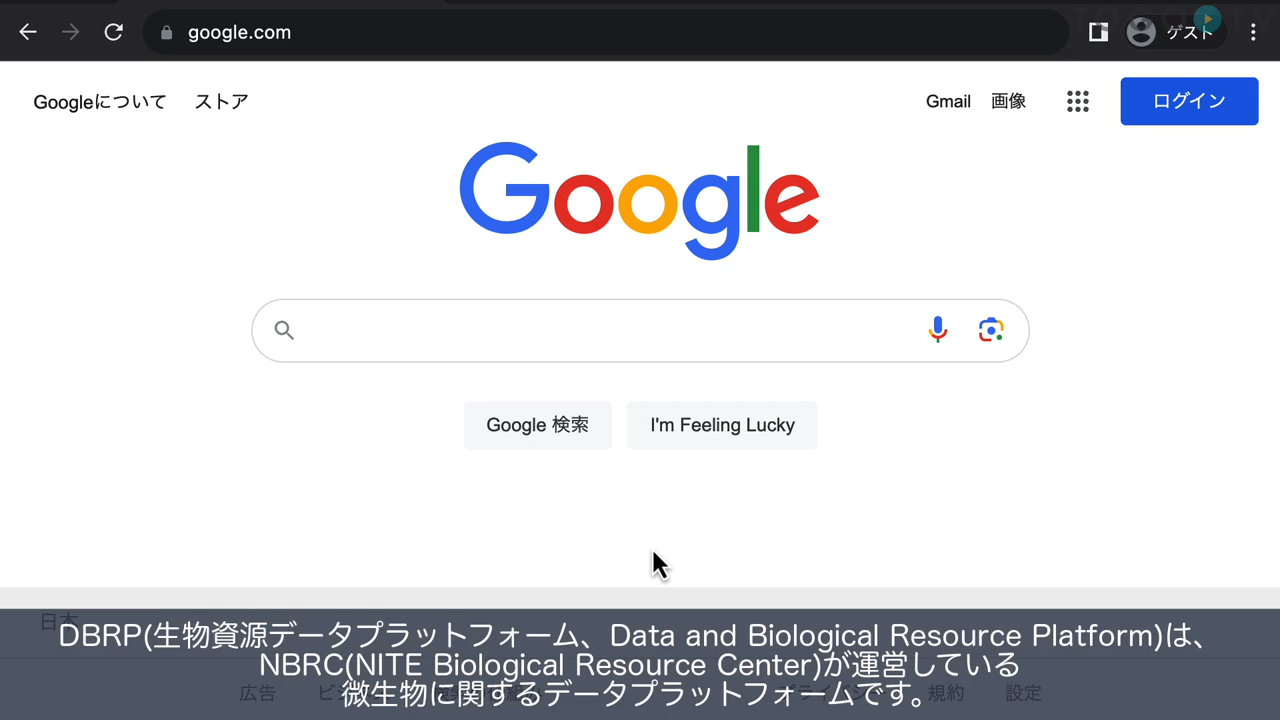 google.com
ゲスト
Googleについて ストア
Gmail 画像
ログイン
Google
Google 検索 I'm Feeling Lucky
日本
DBRP(生物資源データプラットフォーム、Data and Biological Resource Platform)は、
NBRC(NITE Biological Resource Center)が運営している
微生物に関するデータプラットフォームです。
広告 規約 設定